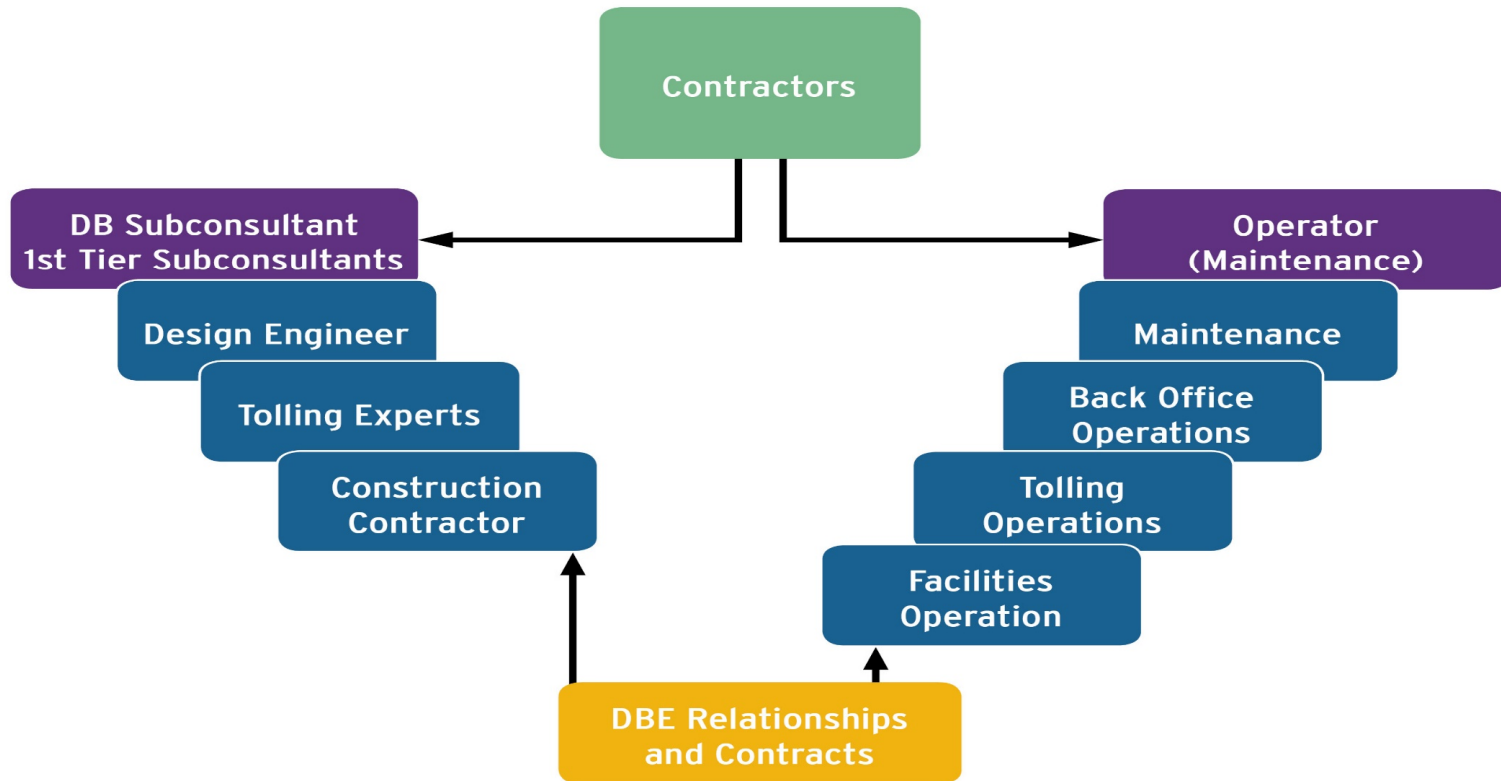 Contractors
DB Subconsultant
1st Tier Subconsultants
Design Engineer
Tolling Experts
Construction
Contractor
Operator
(Maintenance)
Maintenance
Back Office
Operations
Tolling
Operations
Facilities
Operation
DBE Relationships
and Contracts